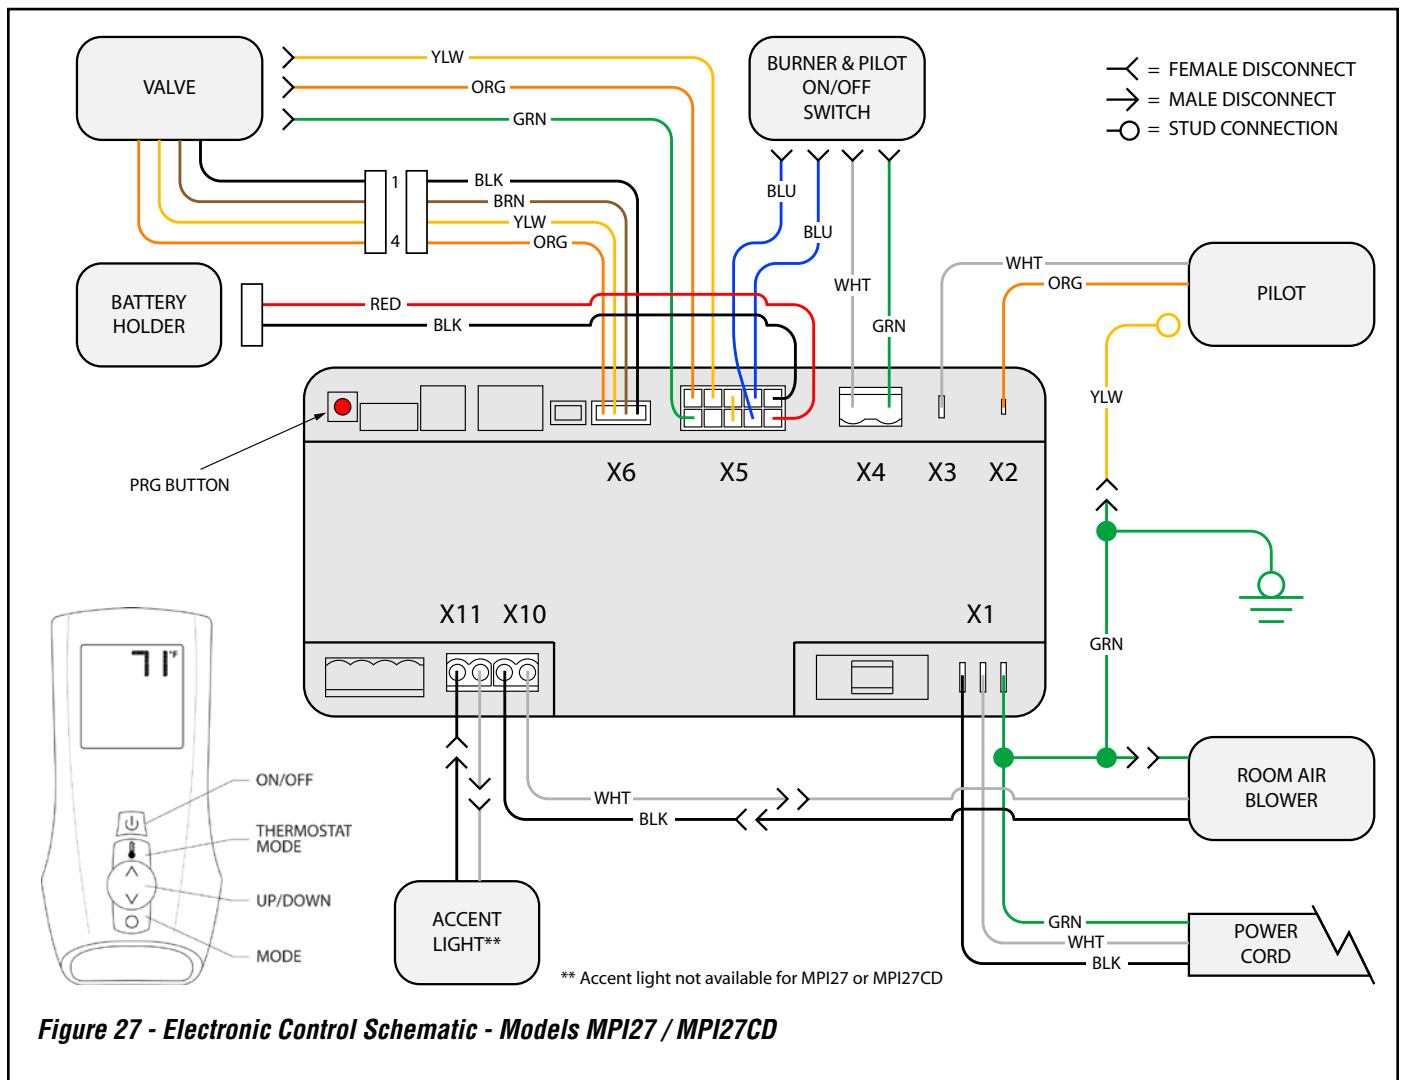 VALVE
YLW
ORG
GRN
BURNER & PILOT
ON/OFF
SWITCH
= FEMALE DISCONNECT
= MALE DISCONNECT
= STUD CONNECTION
1
BLK
BRN
YLW
4
ORG
BLU
BLU
WHT
GRN
WHT
ORG
PILOT
BATTERY
HOLDER
RED
BLK
YLW
PRG BUTTON
X6
X5
X4
X3
X2
X11
X10
X1
GRN
71°F
ON/OFF
THERMOSTAT
MODE
UP/DOWN
MODE
WHT
BLK
ROOM AIR
BLOWER
ACCENT
LIGHT**
GRN
WHT
BLK
POWER
CORD
** Accent light not available for MPI27 or MPI27CD
Figure 27 - Electronic Control Schematic - Models MPI27 / MPI27CD